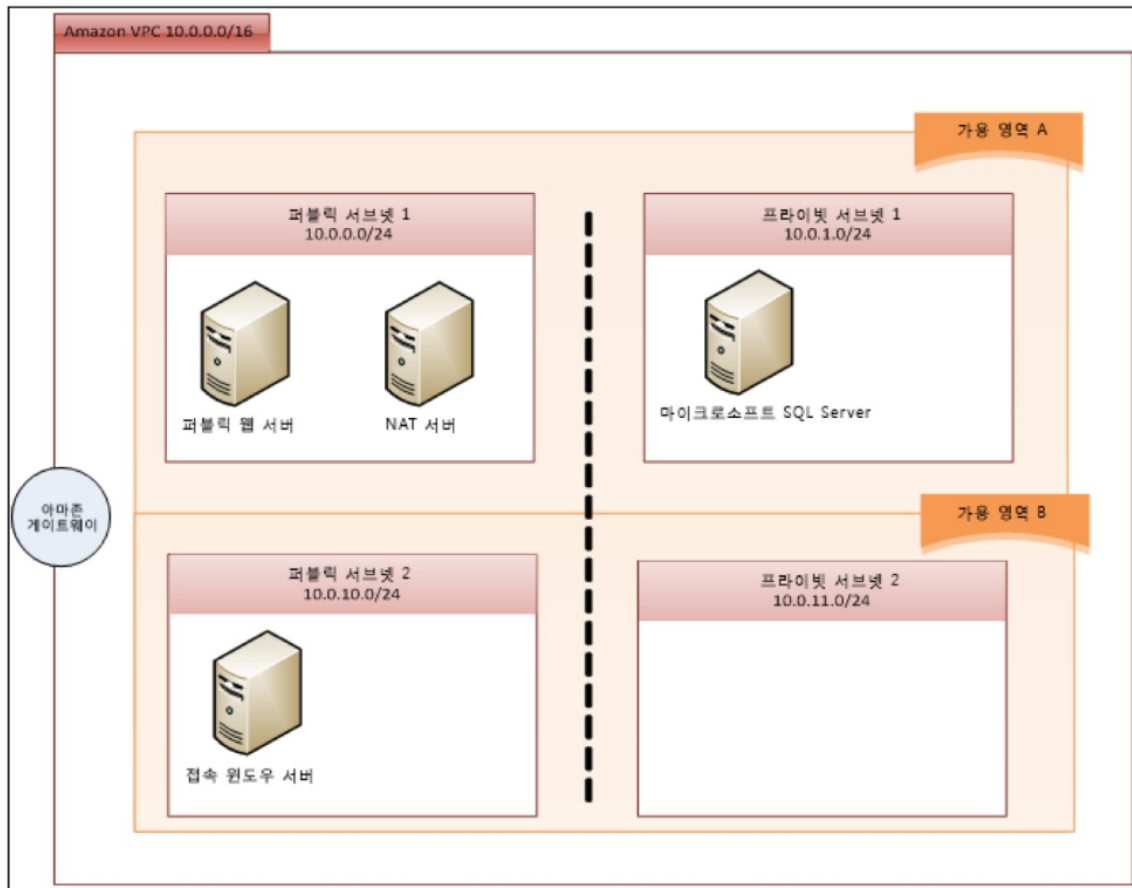 Amazon VPC 10.0.0.0/16
가용 영역 A
퍼블릭 서브넷 1
10.0.0.0/24
프라이빗 서브넷 1
10.0.1.0/24
퍼블릭 웹 서버
NAT 서버
마이크로소프트 SQL Server
아마존
게이트웨이
가용 영역 B
퍼블릭 서브넷 2
10.0.10.0/24
프라이빗 서브넷 2
10.0.11.0/24
접속 윈도우 서버